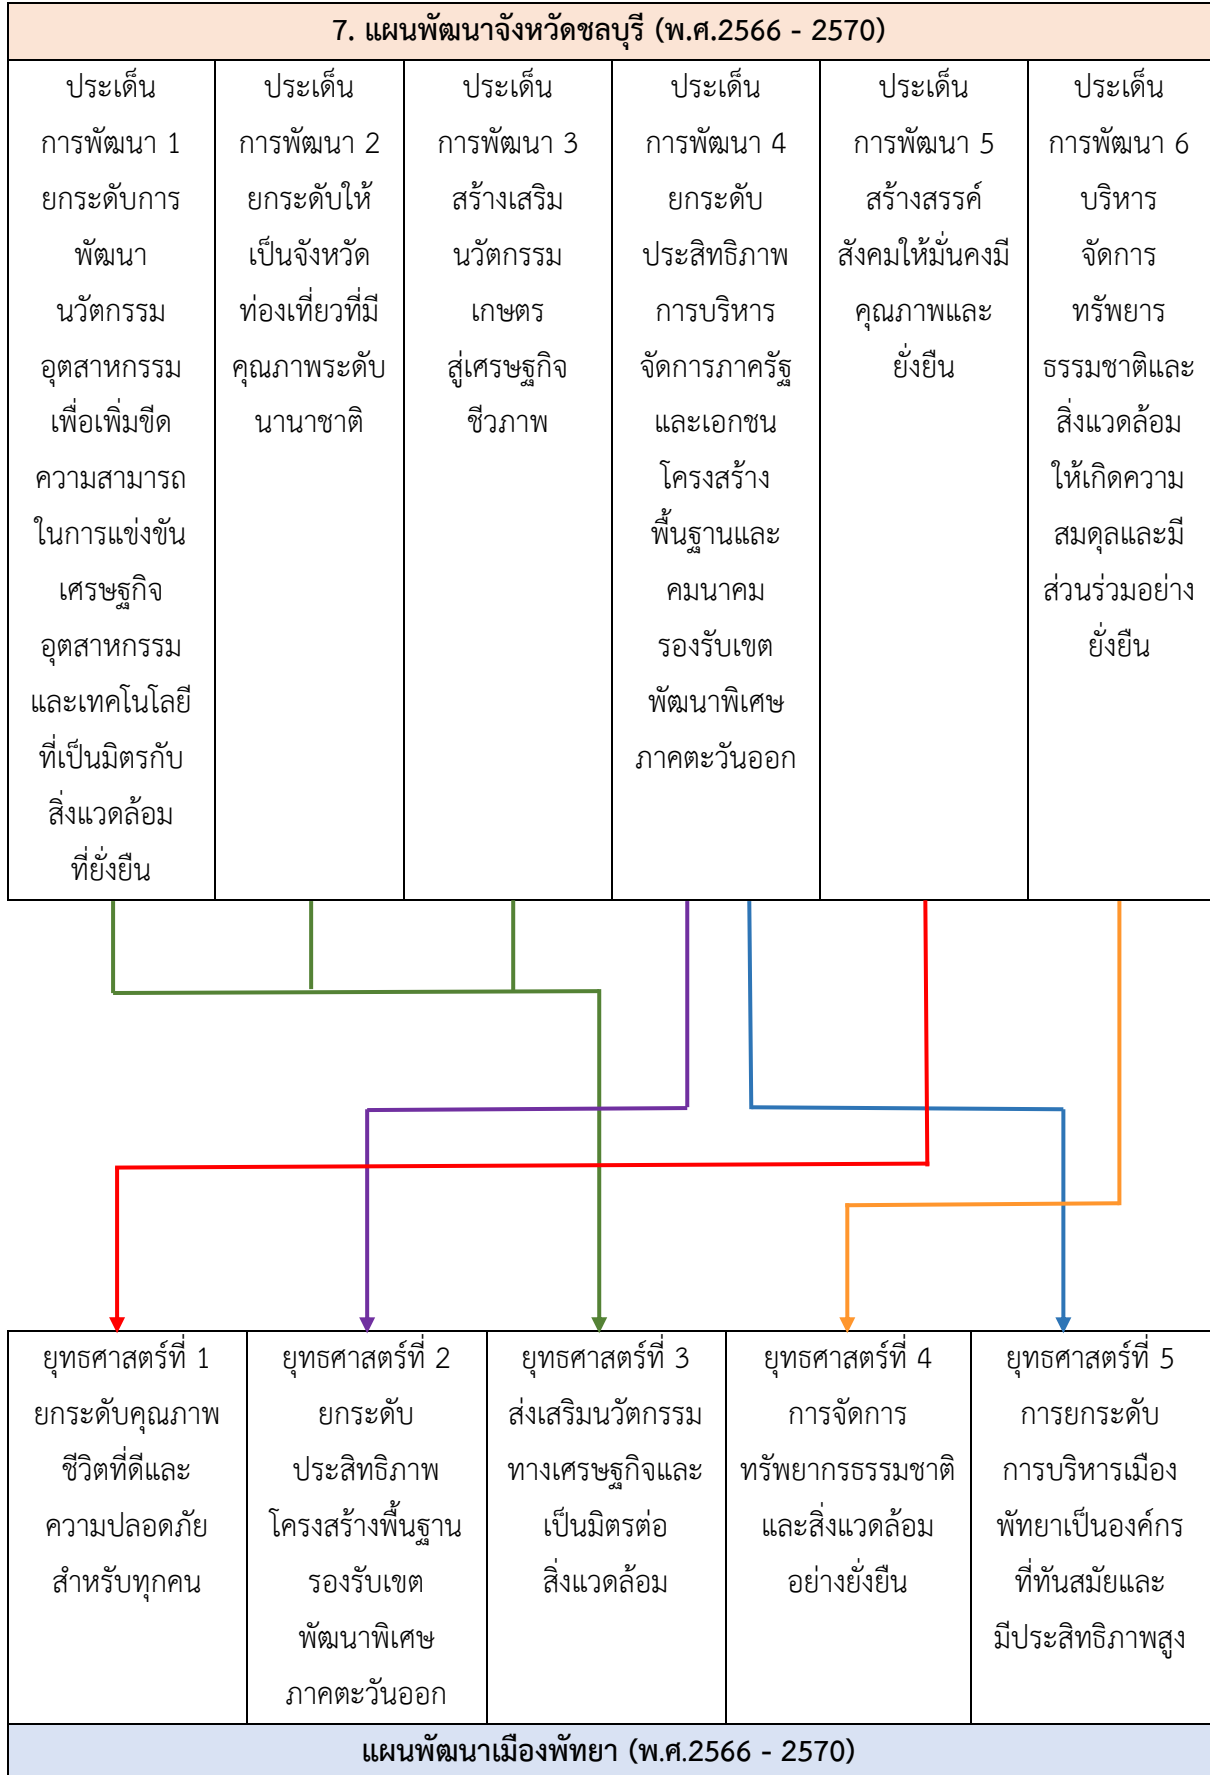 7. แผนพัฒนาจังหวัดชลบุรี (พ.ศ.2566 - 2570)
ประเด็น
การพัฒนา 1
ยกระดับการ
พัฒนา
นวัตกรรม
อุตสาหกรรม
เพื่อเพิ่มขีด
ความสามารถ
ในการแข่งขัน
เศรษฐกิจ
อุตสาหกรรม
และเทคโนโลยี
ที่เป็นมิตรกับ
สิ่งแวดล้อม
ที่ยั่งยืน
ประเด็น
การพัฒนา 2
ยกระดับให้
เป็นจังหวัด
ท่องเที่ยวที่มี
คุณภาพระดับ
นานาชาติ
ประเด็น
การพัฒนา 3
สร้างเสริม
นวัตกรรม
เกษตร
สู่เศรษฐกิจ
ชีวภาพ
ประเด็น
การพัฒนา 4
ยกระดับ
ประสิทธิภาพ
การบริหาร
จัดการภาครัฐ
และเอกชน
โครงสร้าง
พื้นฐานและ
คมนาคม
รองรับเขต
พัฒนาพิเศษ
ภาคตะวันออก
ประเด็น
การพัฒนา 5
สร้างสรรค์
สังคมให้มั่นคงมี
คุณภาพและ
ยั่งยืน
ประเด็น
การพัฒนา 6
บริหาร
จัดการ
ทรัพยาร
ธรรมชาติและ
สิ่งแวดล้อม
ให้เกิดความ
สมดุลและมี
ส่วนร่วมอย่าง
ยั่งยืน
ยุทธศาสตร์ที่ 1
ยกระดับคุณภาพ
ชีวิตที่ดีและ
ความปลอดภัย
สำหรับทุกคน
ยุทธศาสตร์ที่ 2
ยกระดับ
ประสิทธิภาพ
โครงสร้างพื้นฐาน
รองรับเขต
พัฒนาพิเศษ
ภาคตะวันออก
ยุทธศาสตร์ที่ 3
ส่งเสริมนวัตกรรม
ทางเศรษฐกิจและ
เป็นมิตรต่อ
สิ่งแวดล้อม
ยุทธศาสตร์ที่ 4
การจัดการ
ทรัพยากรธรรมชาติ
และสิ่งแวดล้อม
อย่างยั่งยืน
ยุทธศาสตร์ที่ 5
การยกระดับ
การบริหารเมือง
พัทยาเป็นองค์กร
ที่ทันสมัยและ
มีประสิทธิภาพสูง
แผนพัฒนาเมืองพัทยา (พ.ศ.2566 - 2570)